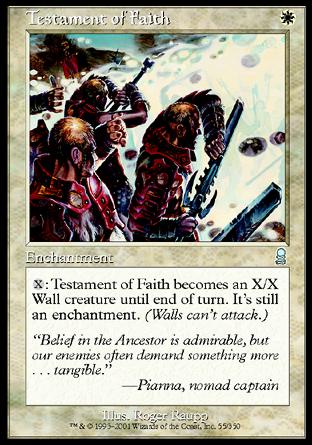 Testament of Faith
Enchantment
X: Testament of Faith becomes an X/X
Wall creature until end of turn. It's still
an enchantment. (Walls can't attack.)
"Belief in the Ancestor is admirable, but
our enemies often demand something more
. . . tangible."
—Pianna, nomad captain
Illus. Roger Raupp
™ & © 1993-2001 Wizards of the Coast, Inc. 55/350